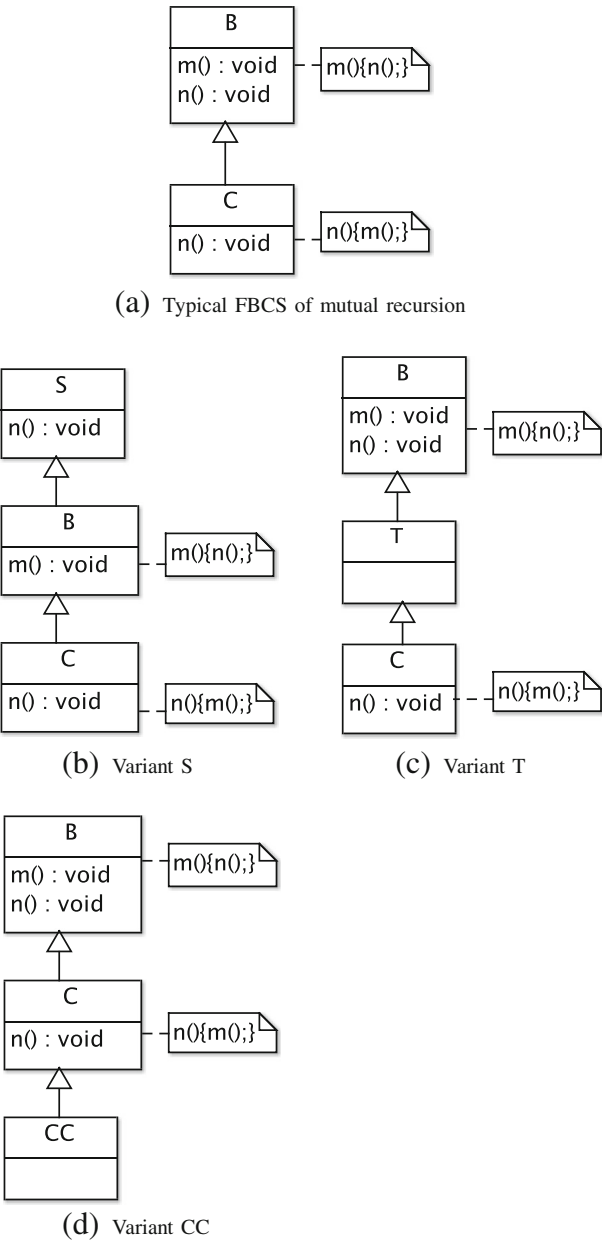 B
m() : void
n() : void
m(){n();}
C
n() : void
n(){m();}
(a) Typical FBCS of mutual recursion
S
n() : void
B
m() : void
m(){n();}
C
n() : void
n(){m();}
(b) Variant S
B
m() : void
n() : void
m(){n();}
T
C
n() : void
n(){m();}
(c) Variant T
B
m() : void
n() : void
m(){n();}
C
n() : void
n(){m();}
CC
(d) Variant CC